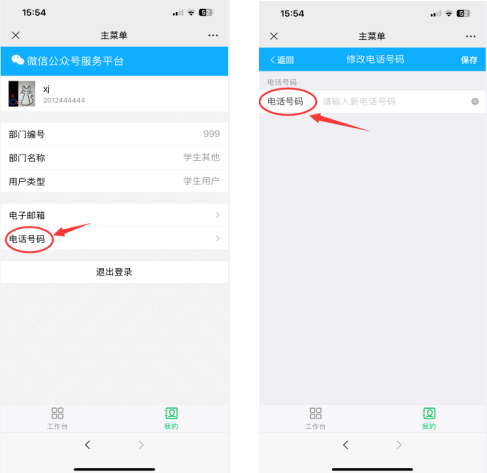 15:54
主菜单
微信公众号服务平台
xj
2012444444
部门编号 999
部门名称 学生其他
用户类型 学生用户
电子邮箱
电话号码
退出登录
工作台 我的
15:54
主菜单
返回 修改电话号码 保存
电话号码
电话号码 请输入新电话号码
工作台 我的